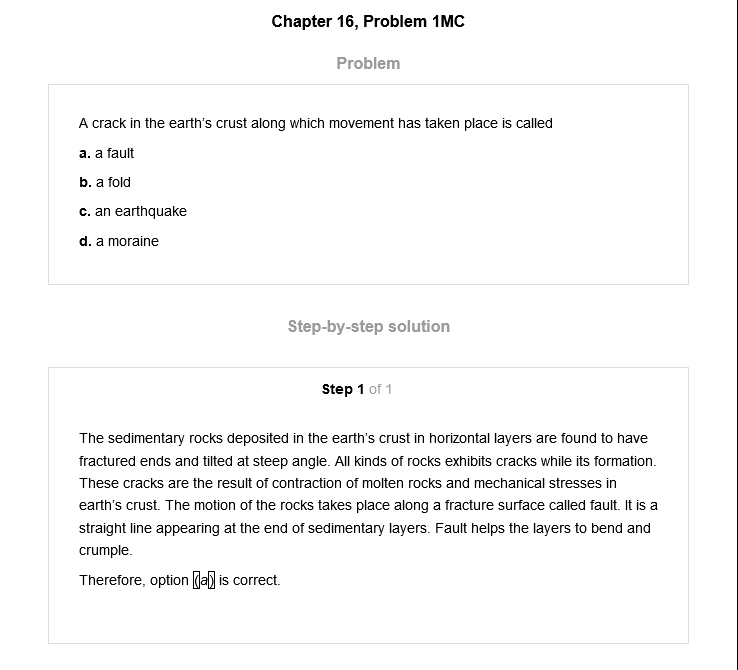 Chapter 16, Problem 1MC
Problem
A crack in the earth's crust along which movement has taken place is called
a. a fault
b. a fold
c. an earthquake
d. a moraine
Step-by-step solution
Step 1 of 1
The sedimentary rocks deposited in the earth's crust in horizontal layers are found to have
fractured ends and tilted at steep angle. All kinds of rocks exhibits cracks while its formation.
These cracks are the result of contraction of molten rocks and mechanical stresses in
earth's crust. The motion of the rocks takes place along a fracture surface called fault. It is a
straight line appearing at the end of sedimentary layers. Fault helps the layers to bend and
crumple.
Therefore, option (a) is correct.